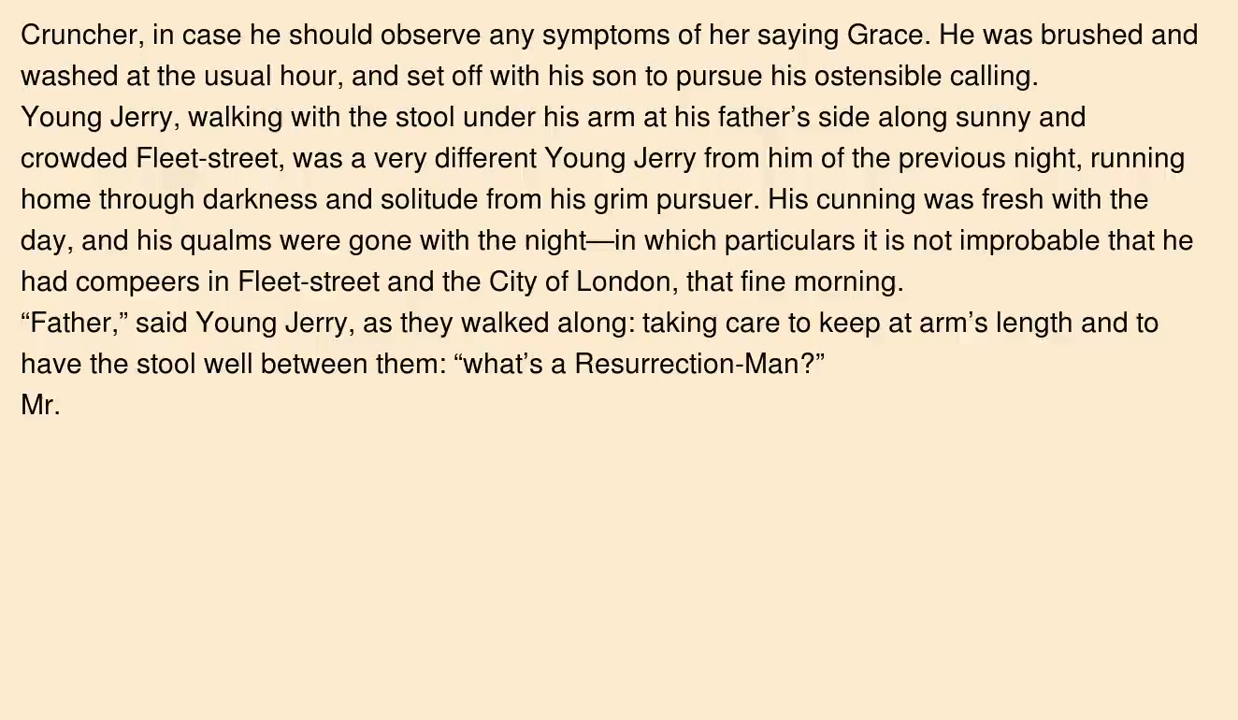 Cruncher, in case he should observe any symptoms of her saying Grace. He was brushed and
washed at the usual hour, and set off with his son to pursue his ostensible calling.
Young Jerry, walking with the stool under his arm at his father’s side along sunny and
crowded Fleet-street, was a very different Young Jerry from him of the previous night, running
home through darkness and solitude from his grim pursuer. His cunning was fresh with the
day, and his qualms were gone with the night—in which particulars it is not improbable that he
had compeers in Fleet-street and the City of London, that fine morning.
“Father,” said Young Jerry, as they walked along: taking care to keep at arm’s length and to
have the stool well between them: “what’s a Resurrection-Man?”
Mr.